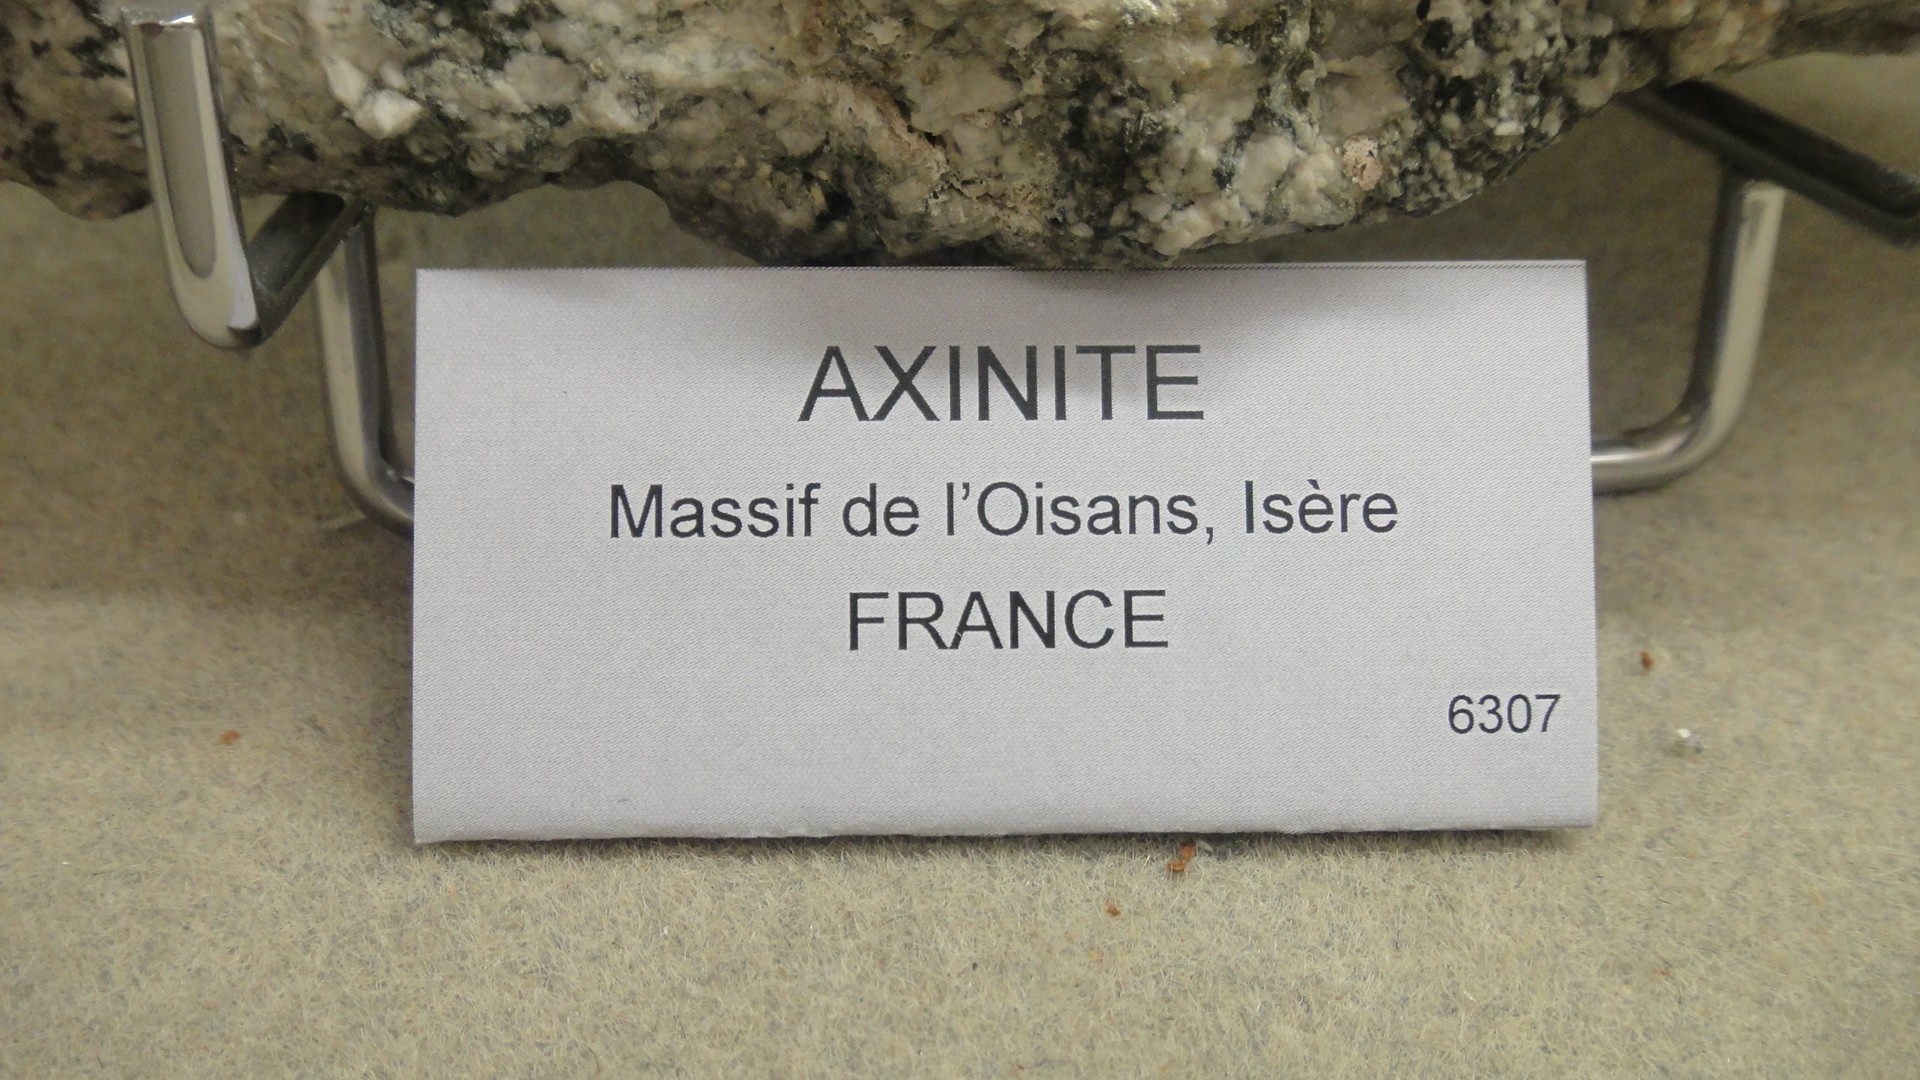 AXINITE
Massif de l’Oisans, Isère
FRANCE
6307